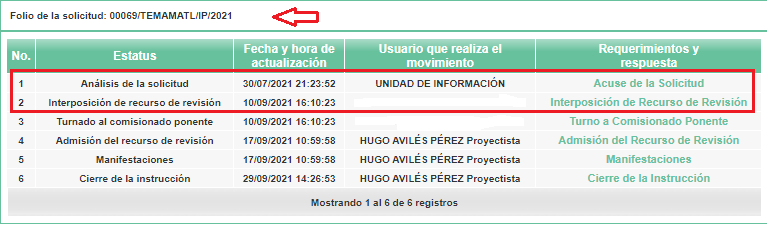 Folio de la solicitud: 00069/TEMAMATL/IP/2021
No. Estatus Fecha y hora de actualización Usuario que realiza el movimiento Requerimientos y respuesta
1 Análisis de la solicitud 30/07/2021 21:23:52 UNIDAD DE INFORMACIÓN Acuse de la Solicitud
2 Interposición de recurso de revisión 10/09/2021 16:10:23 Interposición de Recurso de Revisión
3 Turnado al comisionado ponente 10/09/2021 16:10:23 Turno a Comisionado Ponente
4 Admisión del recurso de revisión 17/09/2021 10:59:58 HUGO AVILÉS PÉREZ Proyectista Admisión del Recurso de Revisión
5 Manifestaciones 17/09/2021 10:59:58 HUGO AVILÉS PÉREZ Proyectista Manifestaciones
6 Cierre de la instrucción 29/09/2021 14:26:53 HUGO AVILÉS PÉREZ Proyectista Cierre de la Instrucción
Mostrando 1 al 6 de 6 registros